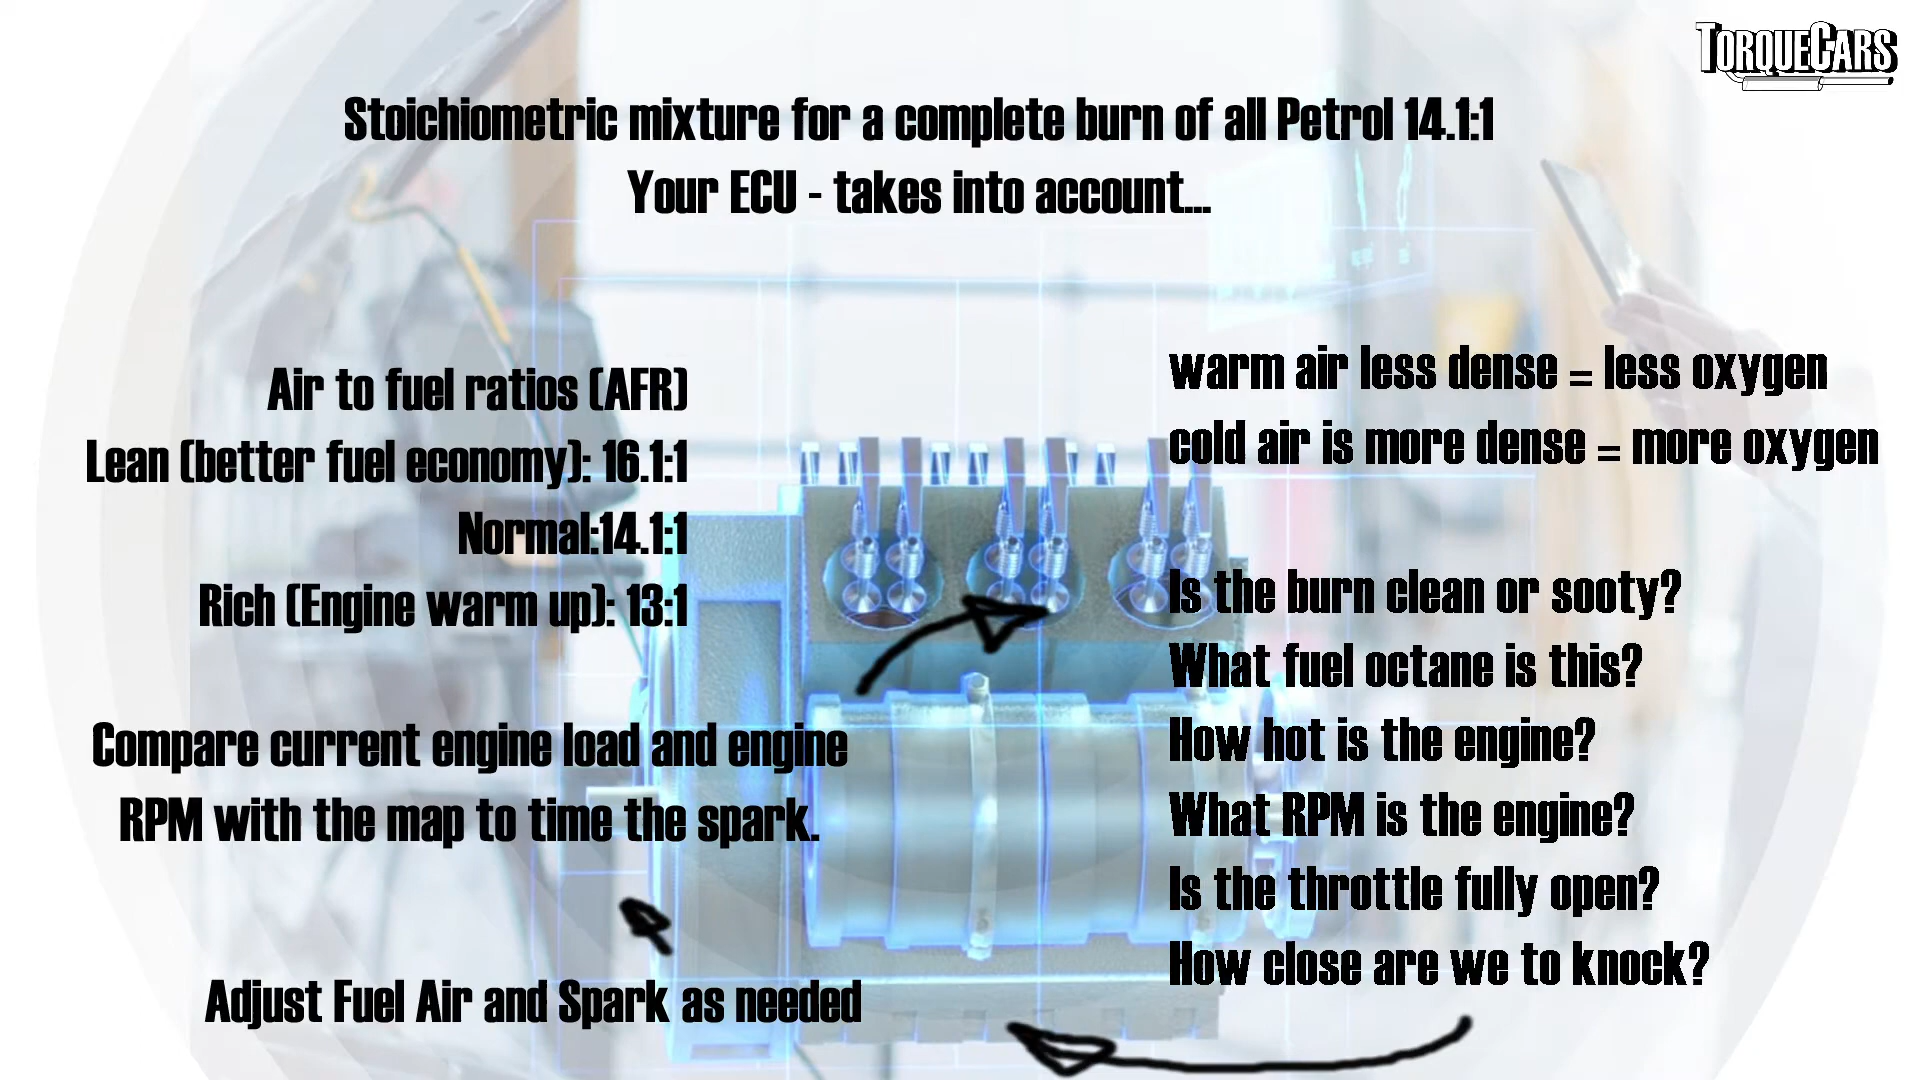 TorqueCars
Stoichiometric mixture for a complete burn of all Petrol 14.1:1
Your ECU - takes into account...
Air to fuel ratios (AFR)
Lean (better fuel economy): 16.1:1
Normal:14.1:1
Rich (Engine warm up): 13:1
Compare current engine load and engine
RPM with the map to time the spark.
Adjust Fuel Air and Spark as needed
warm air less dense = less oxygen
cold air is more dense = more oxygen
Is the burn clean or sooty?
What fuel octane is this?
How hot is the engine?
What RPM is the engine?
Is the throttle fully open?
How close are we to knock?